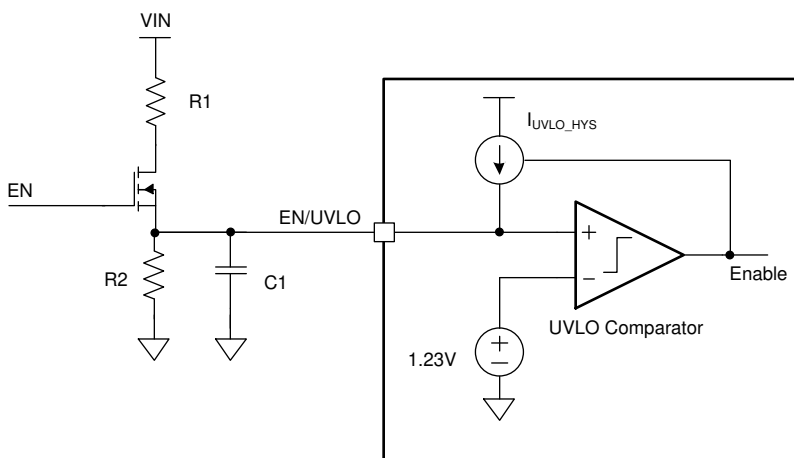 VIN
R1
I_UVLO_HYS
EN
EN/UVLO
+
−
Enable
R2
C1
UVLO Comparator
1.23V
+
−